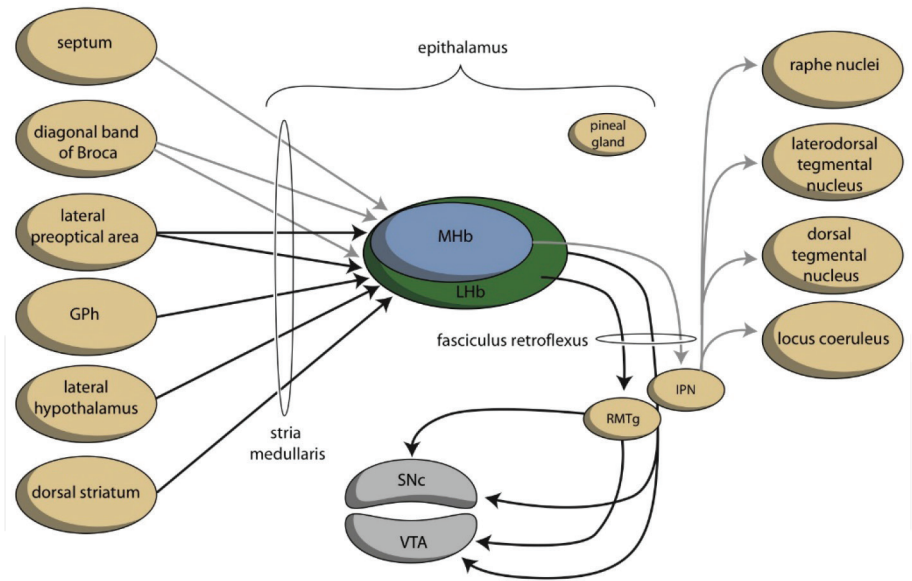 septum
diagonal band
of Broca
lateral
preoptical area
GPh
lateral
hypothalamus
dorsal striatum
epithalamus
pineal
gland
MHb
LHb
stria
medullaris
fasciculus retroflexus
IPN
RMTg
SNc
VTA
raphe nuclei
laterodorsal
tegmental
nucleus
dorsal
tegmental
nucleus
locus coeruleus